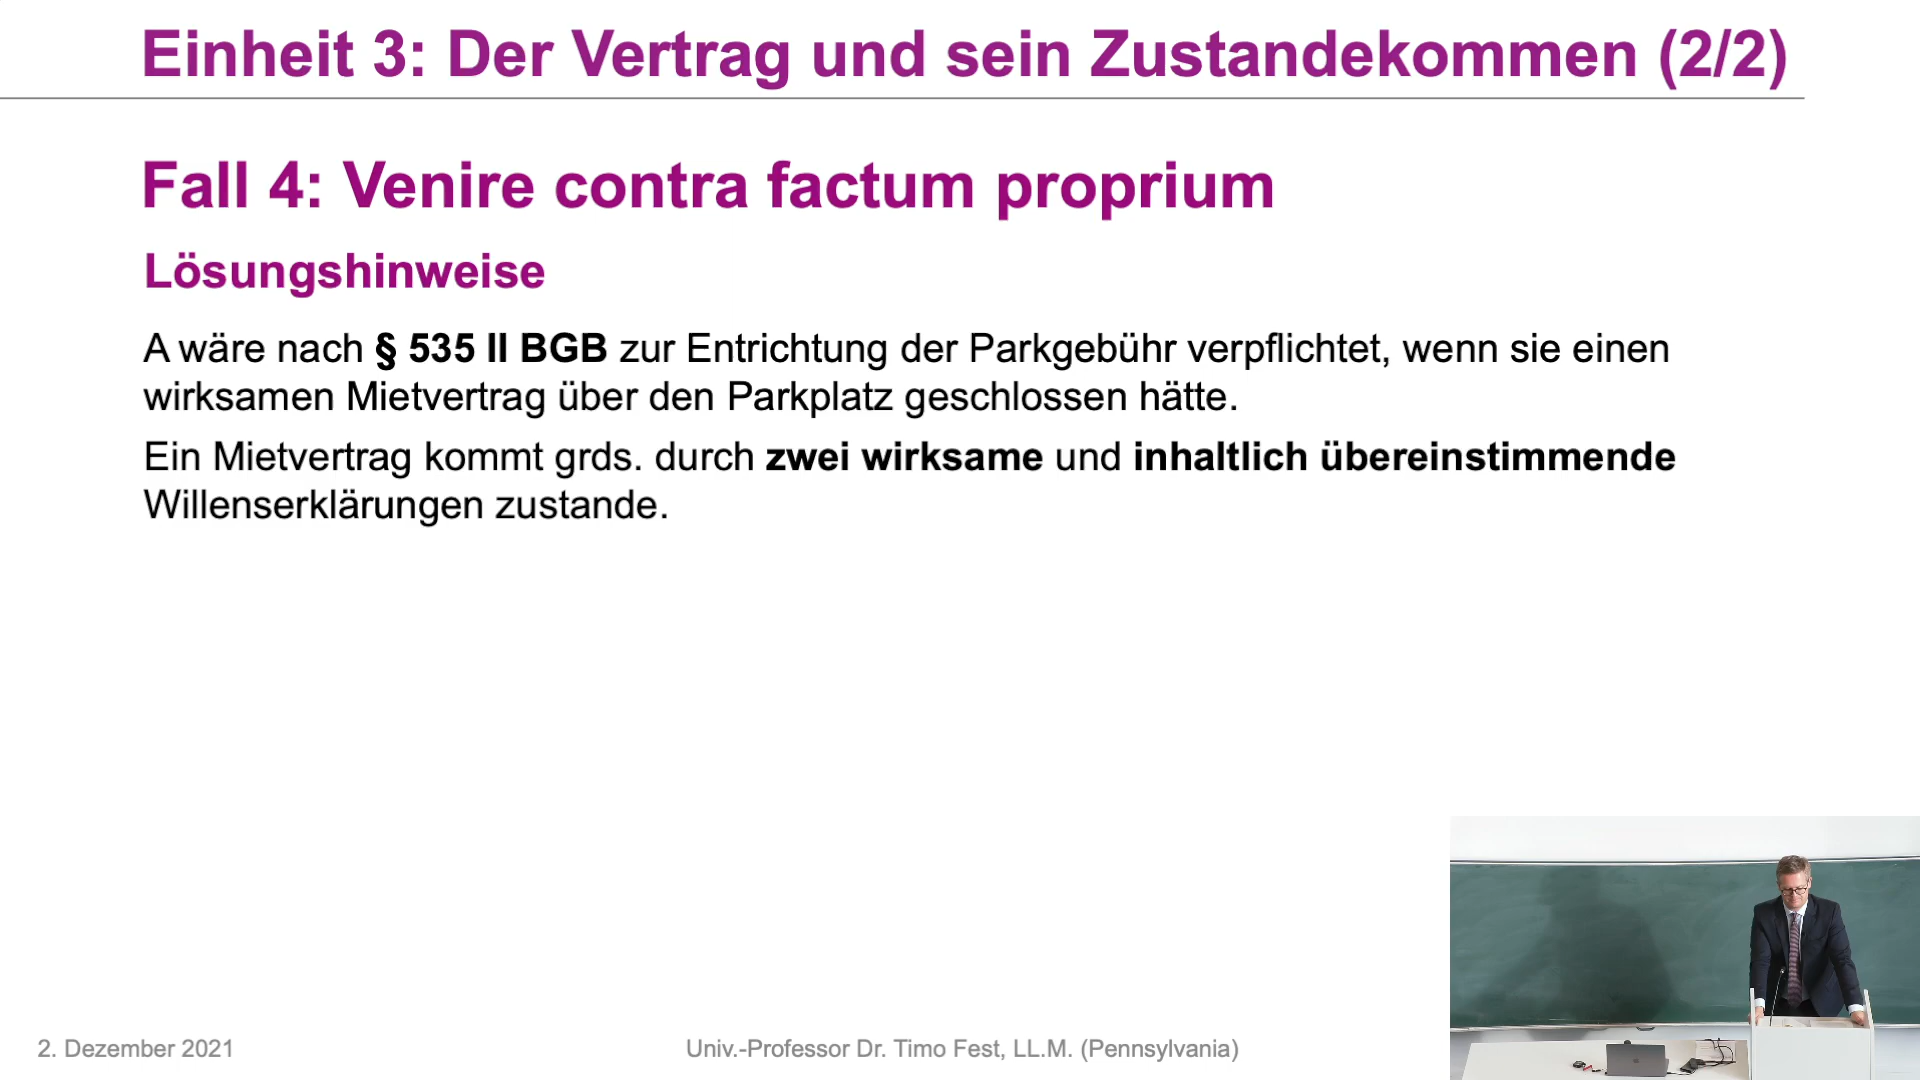 Einheit 3: Der Vertrag und sein Zustandekommen (2/2)
Fall 4: Venire contra factum proprium
Lösungshinweise
A wäre nach § 535 II BGB zur Entrichtung der Parkgebühr verpflichtet, wenn sie einen
wirksamen Mietvertrag über den Parkplatz geschlossen hätte.
Ein Mietvertrag kommt grds. durch zwei wirksame und inhaltlich übereinstimmende
Willenserklärungen zustande.
2. Dezember 2021
Univ.-Professor Dr. Timo Fest, LL.M. (Pennsylvania)